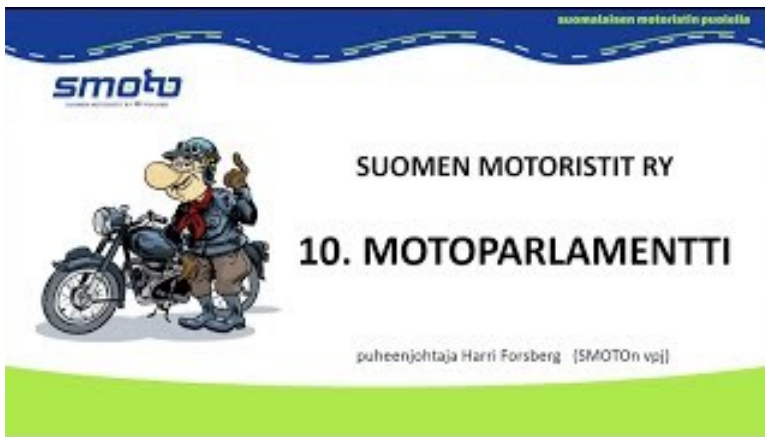 suomalaisen motoristin puolella
smoto
SUOMEN MOTORISTIT RY
10. MOTOPARLAMENTTI
puheenjohtaja Harri Forsberg (SMOTOn vpj)